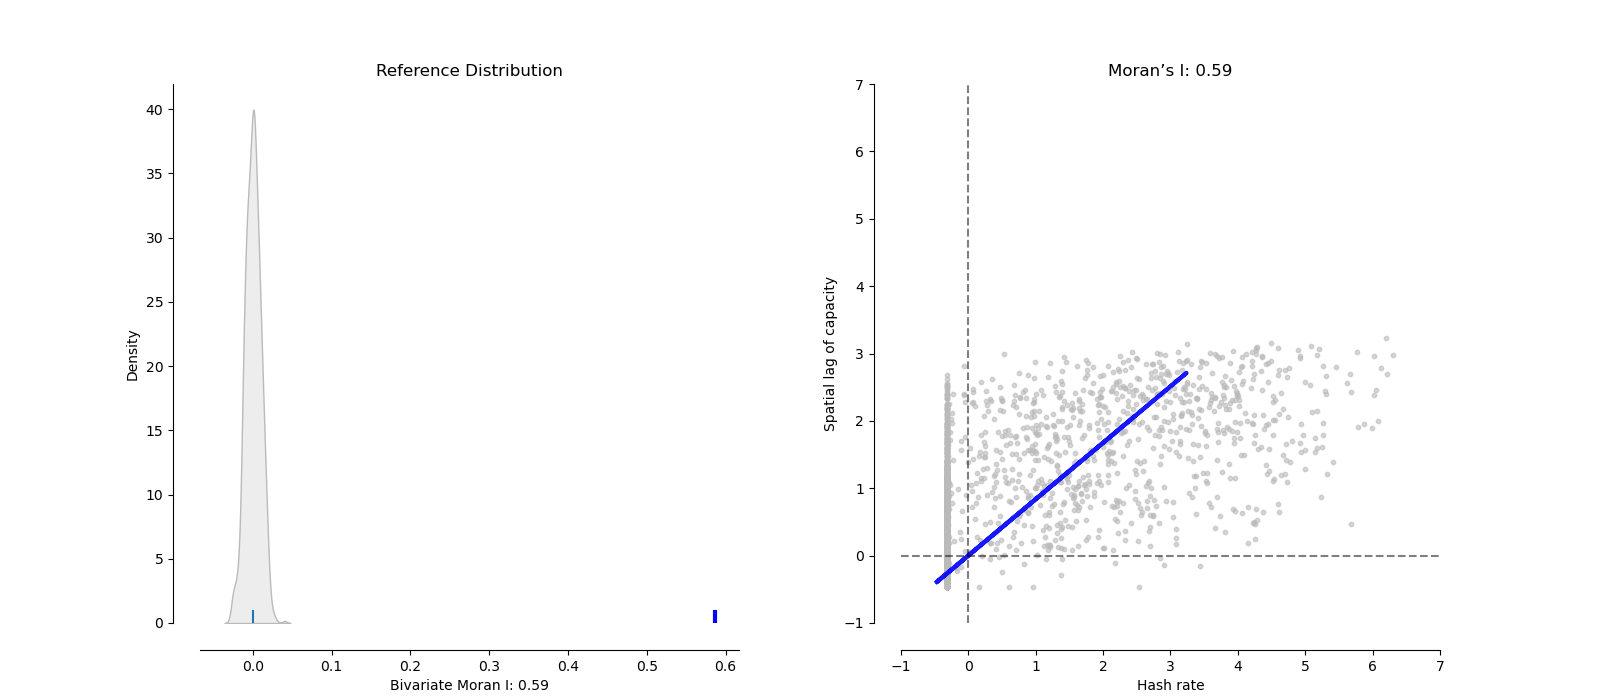 Reference Distribution
40
35
30
25
20
15
10
5
0
Density
0.0 0.1 0.2 0.3 0.4 0.5 0.6
Bivariate Moran I: 0.59
Moran’s I: 0.59
7
6
5
4
3
2
1
0
−1
Spatial lag of capacity
−1 0 1 2 3 4 5 6 7
Hash rate